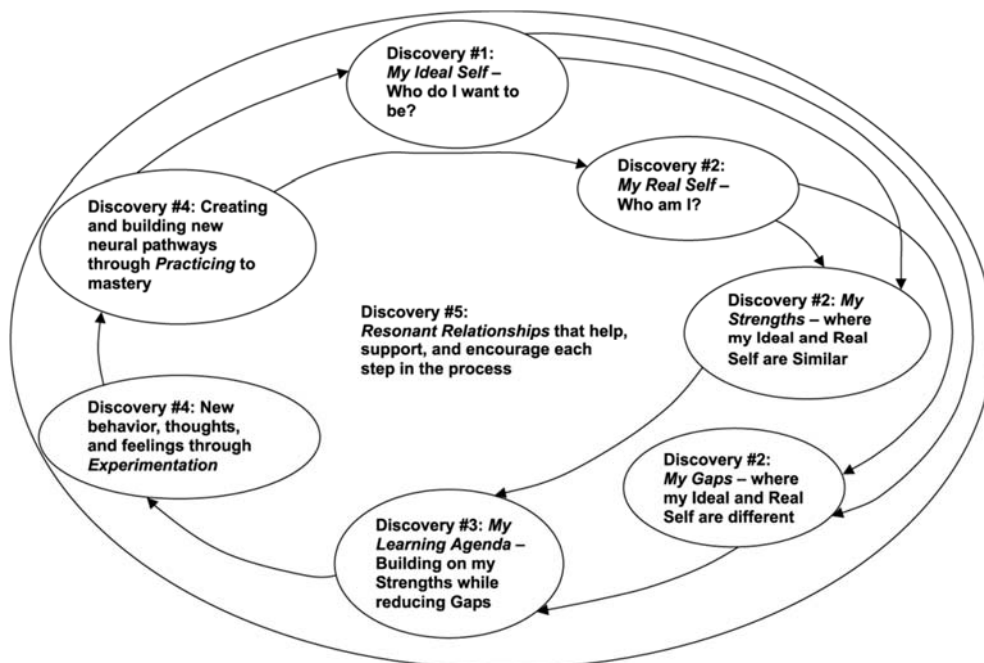 Discovery #1:
My Ideal Self –
Who do I want to
be?
Discovery #2:
My Real Self –
Who am I?
Discovery #4: Creating
and building new
neural pathways
through Practicing to
mastery
Discovery #2: My
Strengths – where
my Ideal and Real
Self are Similar
Discovery #5:
Resonant Relationships that help,
support, and encourage each
step in the process
Discovery #4: New
behavior, thoughts,
and feelings through
Experimentation
Discovery #2:
My Gaps – where
my Ideal and Real
Self are different
Discovery #3: My
Learning Agenda –
Building on my
Strengths while
reducing Gaps